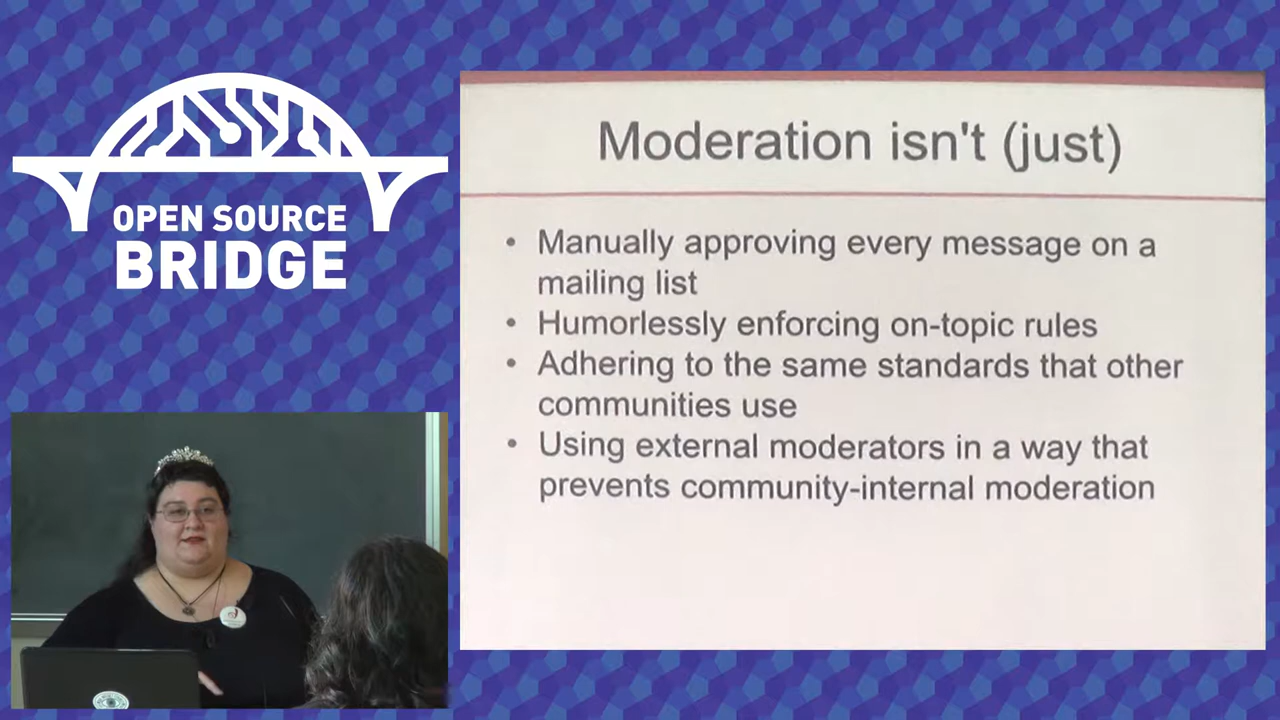 OPEN SOURCE
BRIDGE
Moderation isn't (just)
• Manually approving every message on a
mailing list
• Humorlessly enforcing on-topic rules
• Adhering to the same standards that other
communities use
• Using external moderators in a way that
prevents community-internal moderation